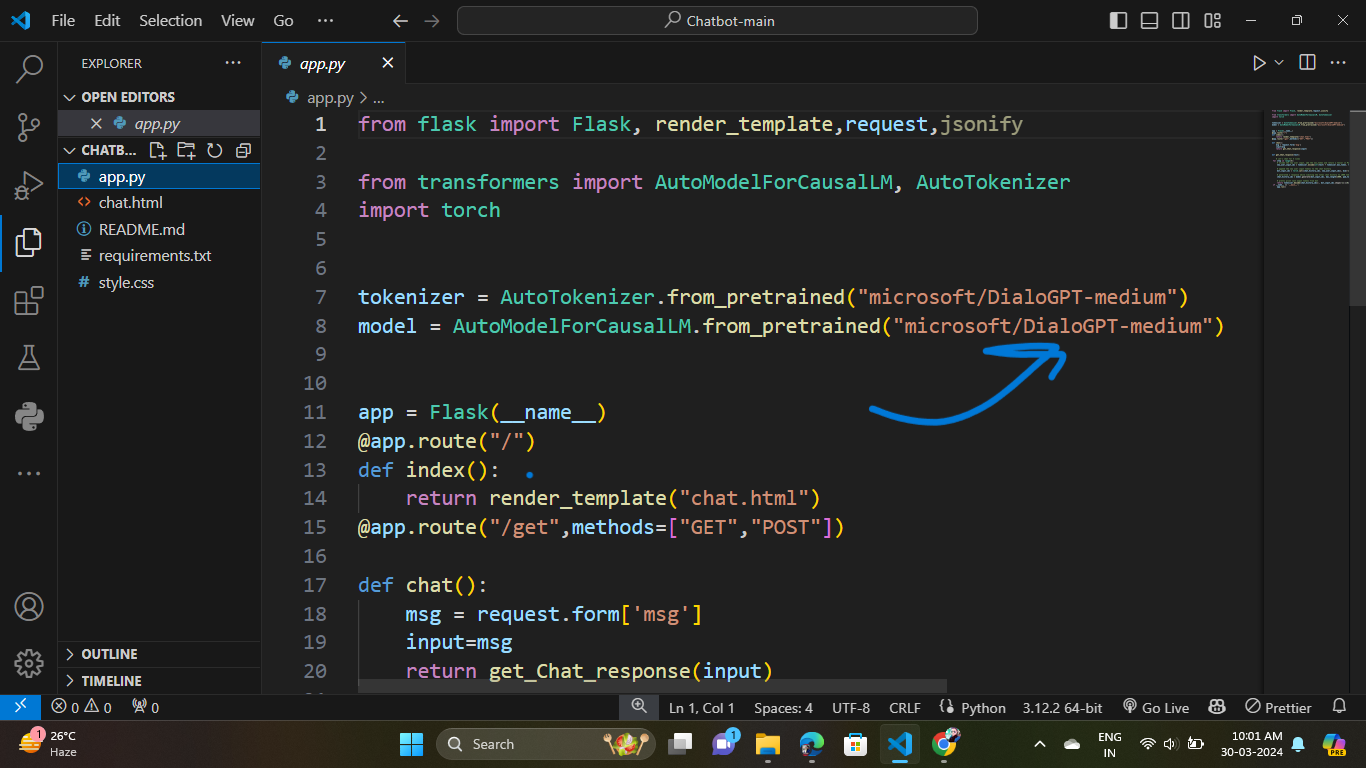 File Edit Selection View Go ··· Chatbot-main
EXPLORER ···
OPEN EDITORS
app.py
CHATB...
app.py
chat.html
README.md
requirements.txt
style.css
OUTLINE
TIMELINE
app.py
app.py > ...
1 from flask import Flask, render_template,request,jsonify
2
3 from transformers import AutoModelForCausalLM, AutoTokenizer
4 import torch
5
6
7 tokenizer = AutoTokenizer.from_pretrained("microsoft/DialoGPT-medium")
8 model = AutoModelForCausalLM.from_pretrained("microsoft/DialoGPT-medium")
9
10
11 app = Flask(__name__)
12 @app.route("/")
13 def index():
14     return render_template("chat.html")
15 @app.route("/get",methods=["GET","POST"])
16
17 def chat():
18     msg = request.form['msg']
19     input=msg
20     return get_Chat_response(input)
0 0 0 Ln 1, Col 1 Spaces: 4 UTF-8 CRLF Python 3.12.2 64-bit Go Live Prettier
1 26°C
Haze
Search
1
ENG
IN
10:01 AM
30-03-2024
PRE